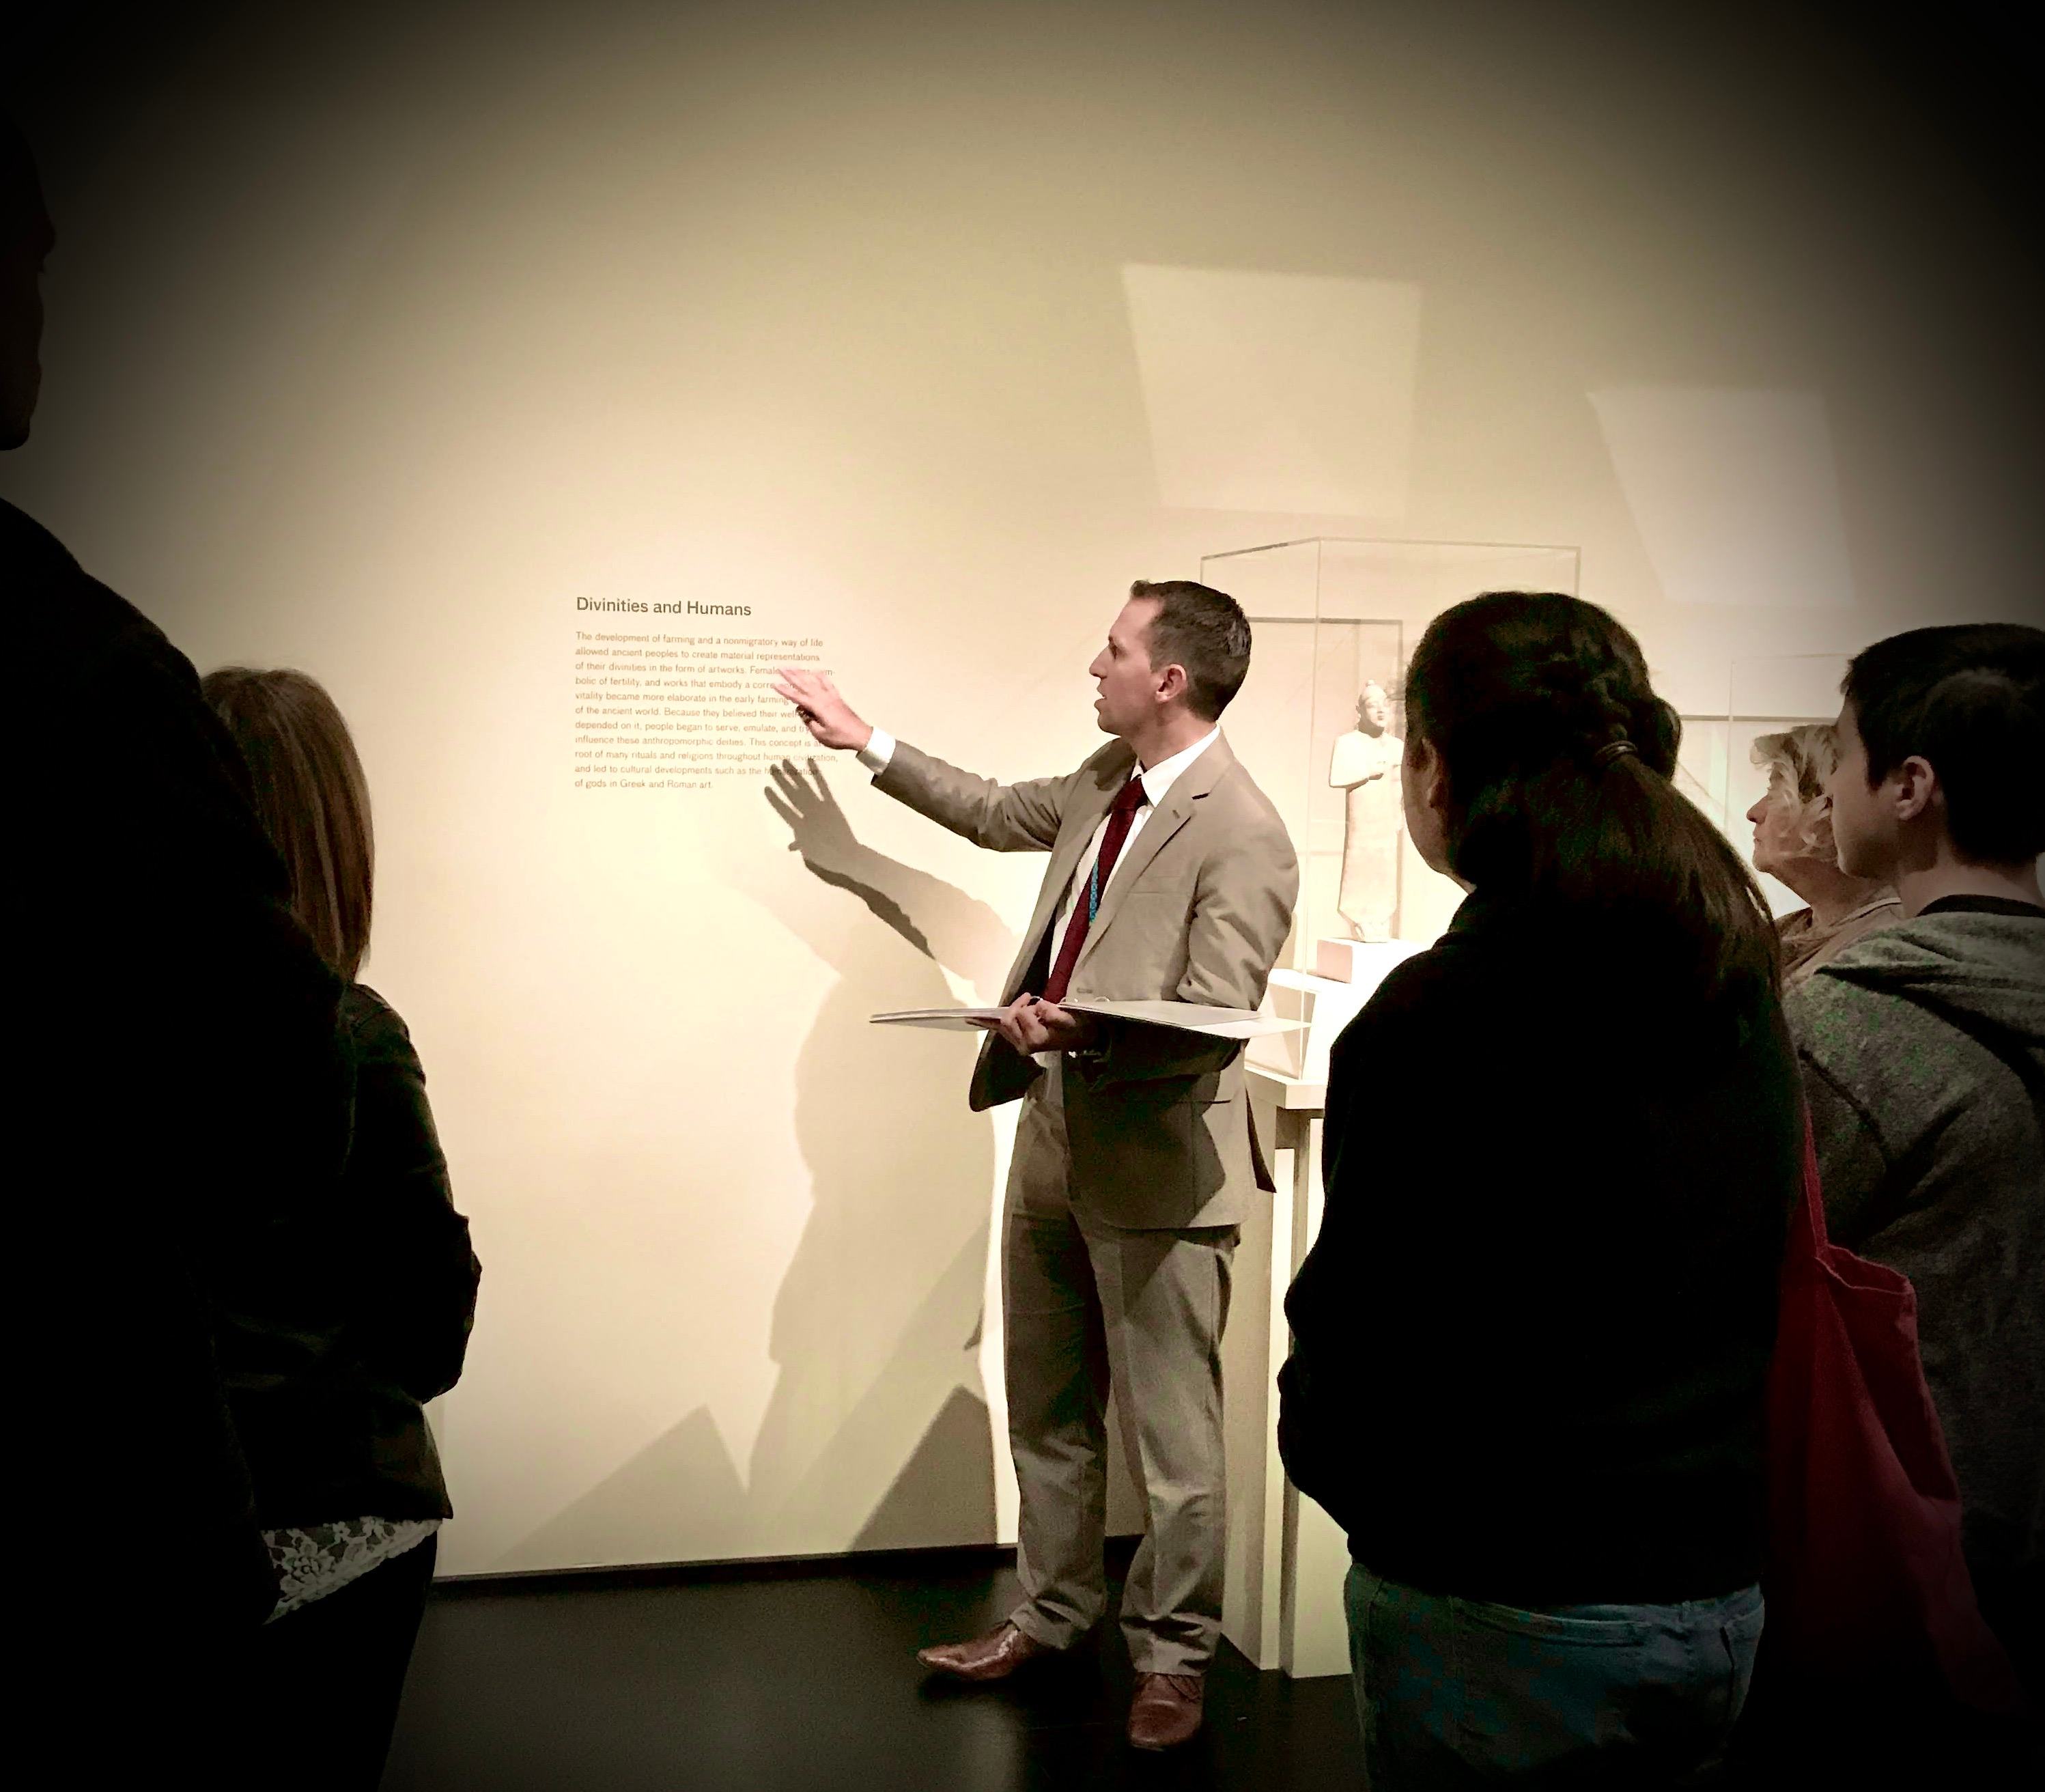 Divinities and Humans
The development of farming and a nonmigratory way of life
allowed ancient peoples to create material representations
of their divinities in the form of artworks. Female
bolic of fertility, and works that embody a
vitality became more elaborate in the early farming
of the ancient world. Because they believed their
depended on it, people began to serve, emulate, and try
influence these anthropomorphic deities. This concept is at
root of many rituals and religions throughout human civilization,
and led to cultural developments such as the
of gods in Greek and Roman art.